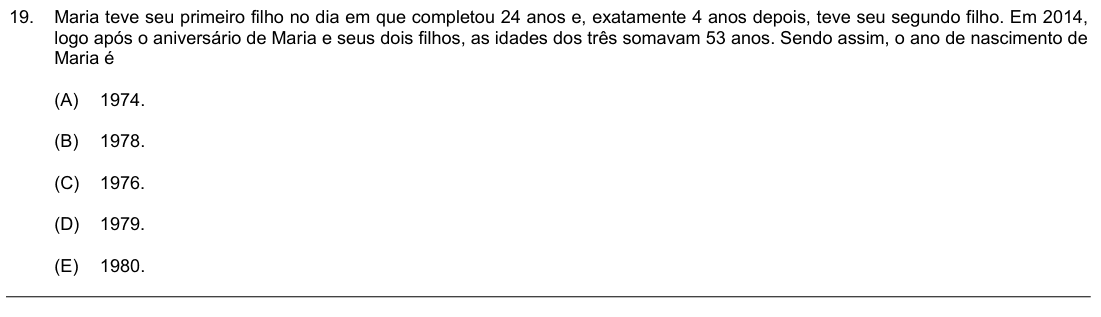 19. Maria teve seu primeiro filho no dia em que completou 24 anos e, exatamente 4 anos depois, teve seu segundo filho. Em 2014,
logo após o aniversário de Maria e seus dois filhos, as idades dos três somavam 53 anos. Sendo assim, o ano de nascimento de
Maria é
(A) 1974.
(B) 1978.
(C) 1976.
(D) 1979.
(E) 1980.